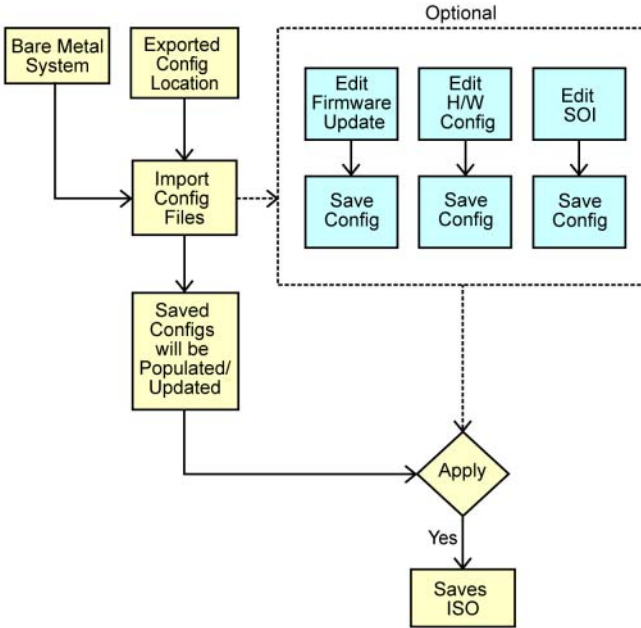 Optional
Bare Metal
System
Exported
Config
Location
Edit
Firmware
Update
Edit
H/W
Config
Edit
SOI
Import
Config
Files
Save
Config
Save
Config
Save
Config
Saved
Configs
will be
Populated/
Updated
Apply
Yes
Saves
ISO